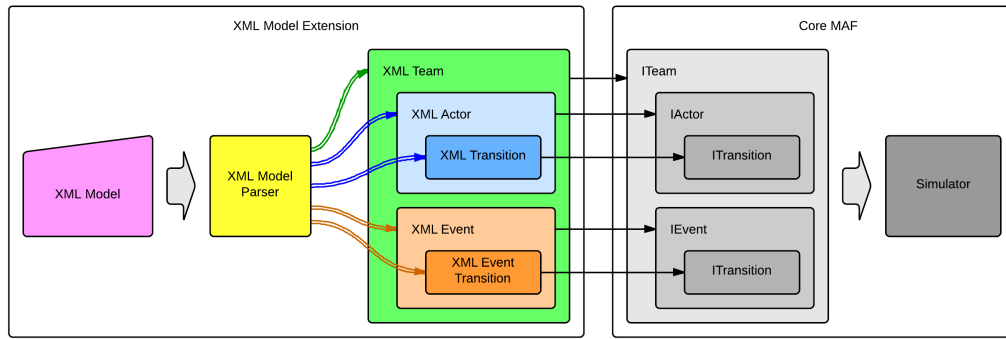 XML Model Extension
Core MAF
XML Team
ITeam
XML Actor
IActor
XML Transition
ITransition
XML Model
XML Model
Parser
Simulator
XML Event
IEvent
XML Event
Transition
ITransition